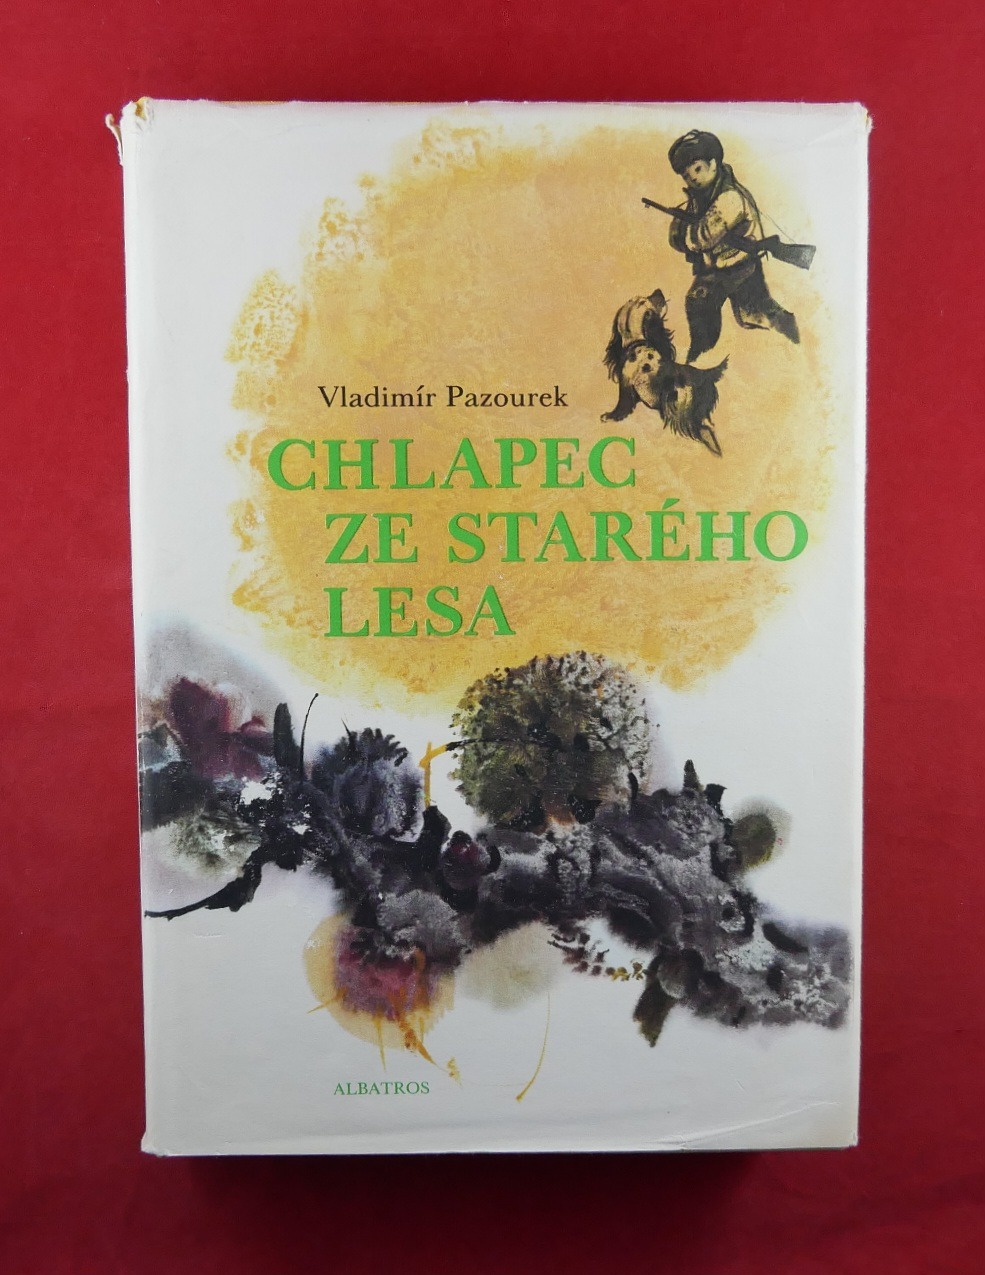 Vladimír Pazourek
CHLAPEC
ZE STARÉHO
LESA
ALBATROS